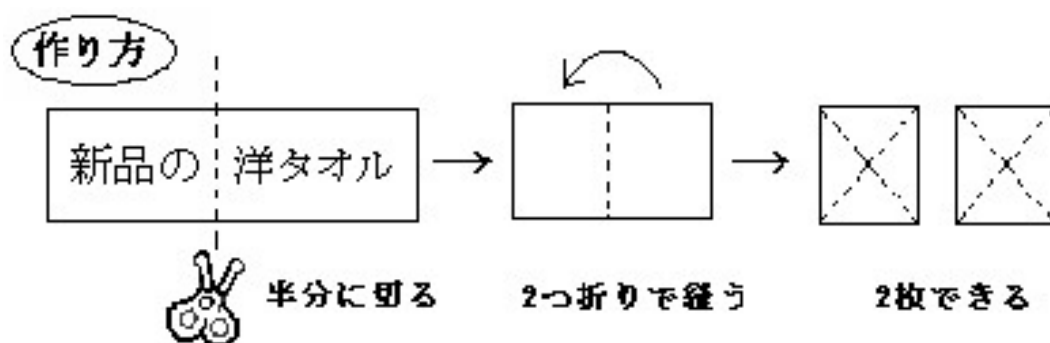 作り方
新品の洋タオル
半分に切る
2つ折りで縫う
2枚できる